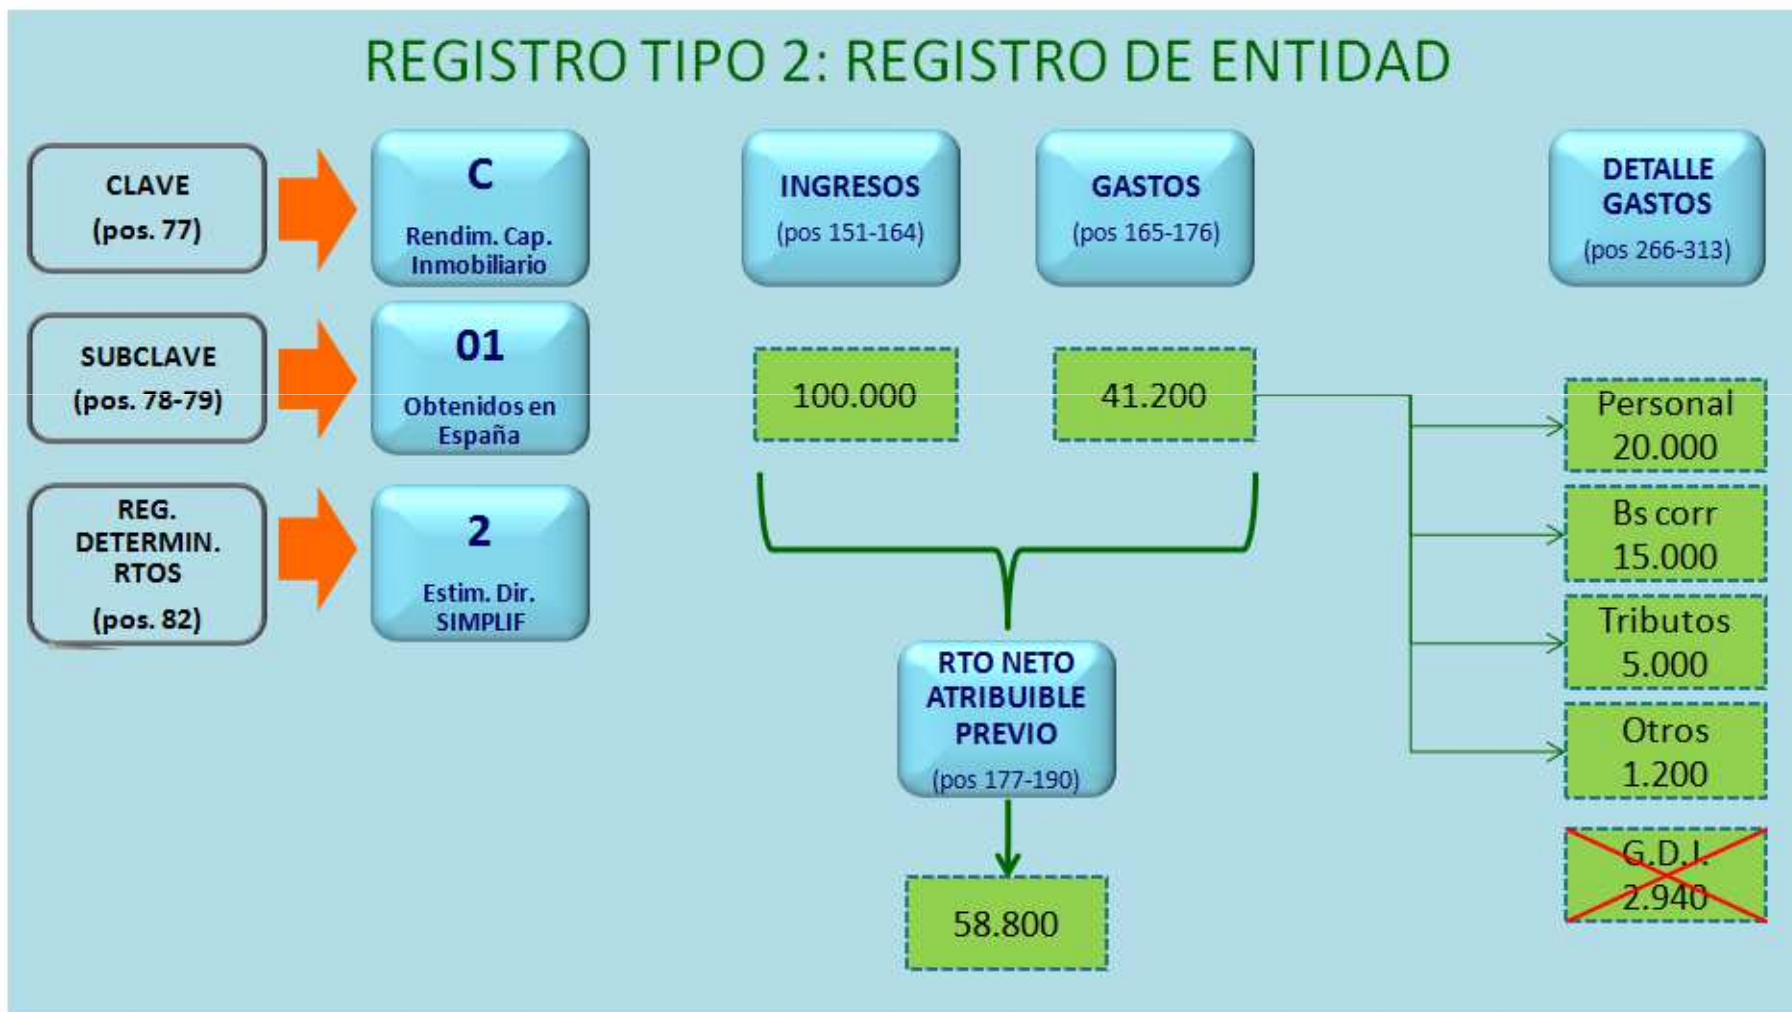 REGISTRO TIPO 2: REGISTRO DE ENTIDAD
CLAVE
(pos. 77)
C
Rendim. Cap.
Inmobiliario
SUBCLAVE
(pos. 78-79)
01
Obtenidos en
España
REG.
DETERMIN.
RTOS
(pos. 82)
2
Estim. Dir.
SIMPLIF
INGRESOS
(pos 151-164)
100.000
GASTOS
(pos 165-176)
41.200
RTO NETO
ATRIBUIBLE
PREVIO
(pos 177-190)
58.800
DETALLE
GASTOS
(pos 266-313)
Personal
20.000
Bs corr
15.000
Tributos
5.000
Otros
1.200
G.D.J.
2.940